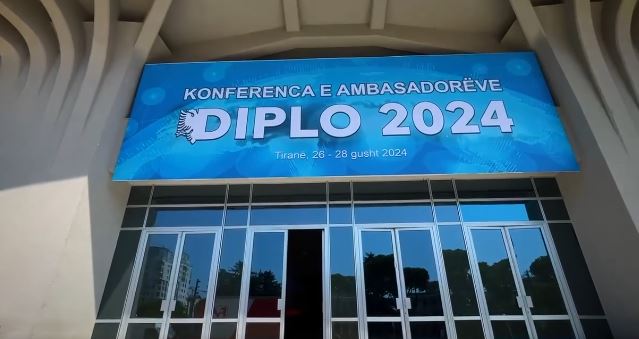 KONFERENCA E AMBASADORËVE
DIPLO 2024
Tiranë, 26 - 28 gusht 2024